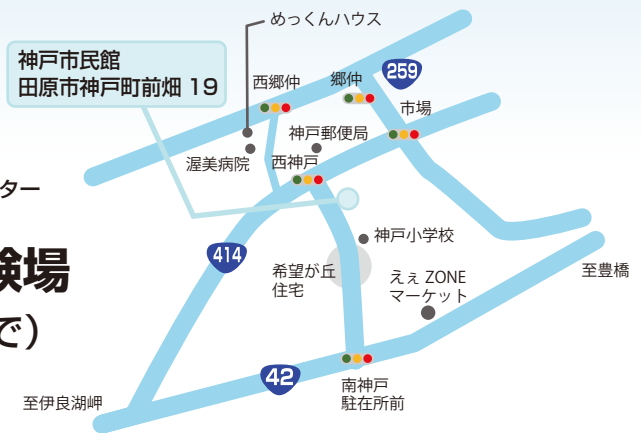 めっくんハウス
神戸市民館
田原市神戸町前畑 19
西郷仲
郷仲
259
市場
神戸郵便局
渥美病院
西神戸
ター
神戸小学校
414
希望が丘
住宅
えぇ ZONE
マーケット
至豊橋
験場
で）
42
南神戸
駐在所前
至伊良湖岬